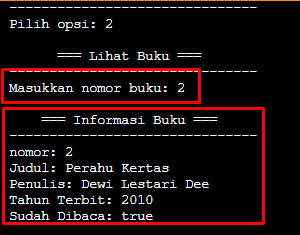 -------------------------------
Pilih opsi: 2
=== Lihat Buku ===
-------------------------------
Masukkan nomor buku: 2
=== Informasi Buku ===
-------------------------------
nomor: 2
Judul: Perahu Kertas
Penulis: Dewi Lestari Dee
Tahun Terbit: 2010
Sudah Dibaca: true